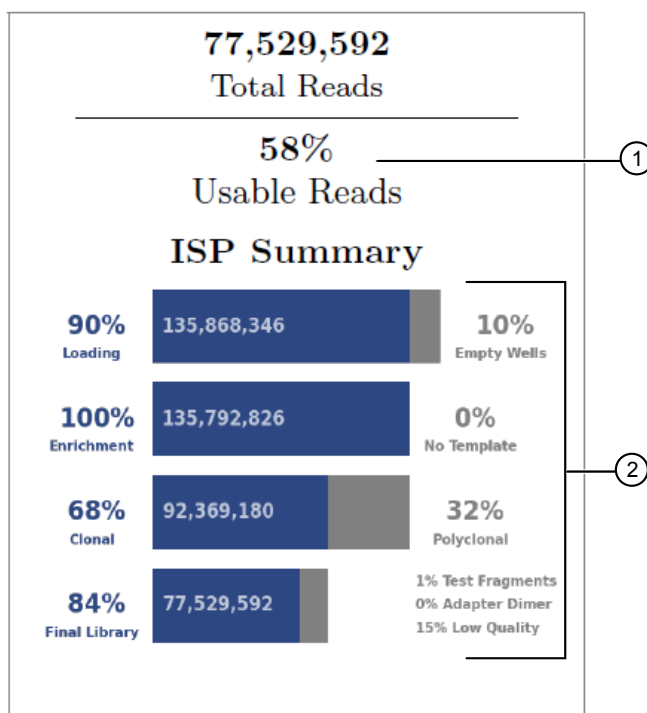 77,529,592
Total Reads
58%
1
Usable Reads
ISP Summary
90%
Loading
135,868,346
10%
Empty Wells
100%
Enrichment
135,792,826
0%
No Template
2
68%
Clonal
92,369,180
32%
Polyclonal
84%
Final Library
77,529,592
1% Test Fragments
0% Adapter Dimer
15% Low Quality